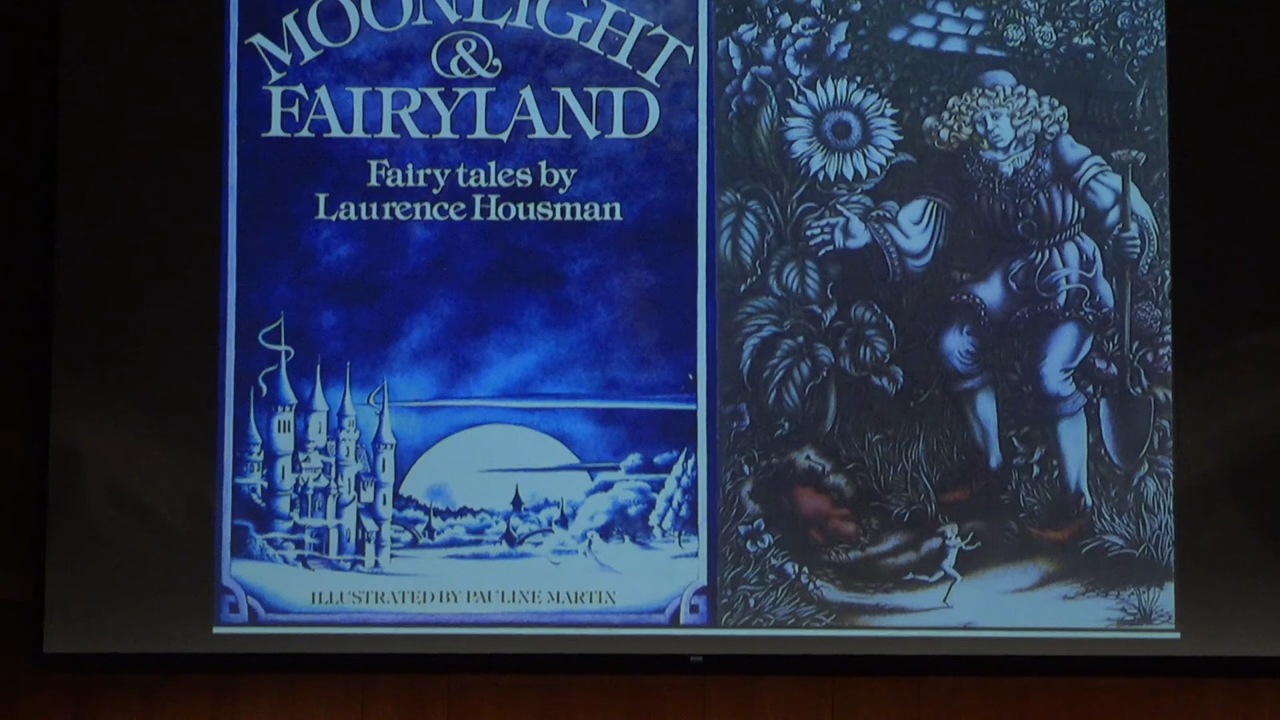 MOONLIGHT
&
FAIRYLAND
Fairy tales by
Laurence Housman
ILLUSTRATED BY PAULINE MARTIN